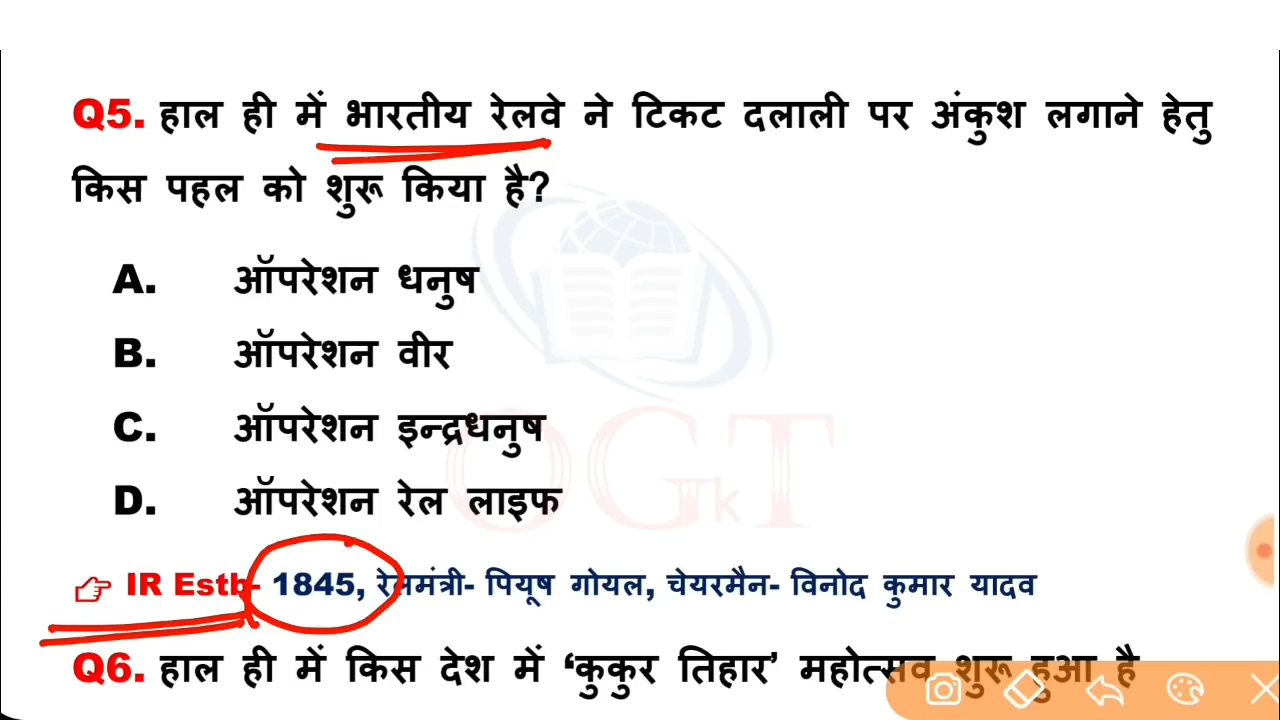 Q5. हाल ही में भारतीय रेलवे ने टिकट दलाली पर अंकुश लगाने हेतु
किस पहल को शुरू किया है?
A. ऑपरेशन धनुष
B. ऑपरेशन वीर
C. ऑपरेशन इन्द्रधनुष
D. ऑपरेशन रेल लाइफ
OGT
k
IR Estb- 1845, रेलमंत्री- पियूष गोयल, चेयरमैन- विनोद कुमार यादव
Q6. हाल ही में किस देश में ‘कुकुर तिहार’ महोत्सव शुरू हुआ है